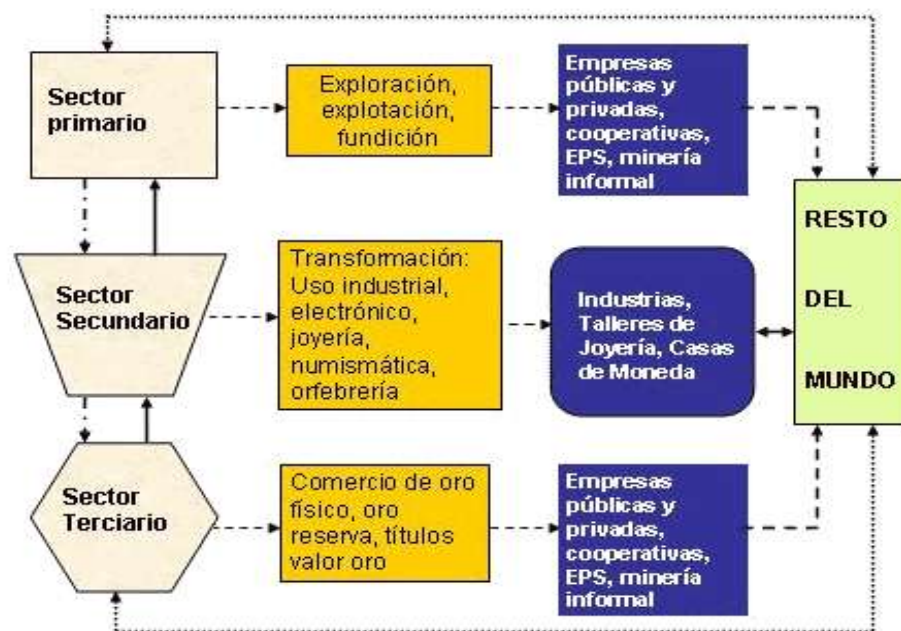 Sector
primario
Exploración,
explotación,
fundición
Empresas
públicas y
privadas,
cooperativas,
EPS, minería
informal
RESTO
DEL
MUNDO
Sector
Secundario
Transformación:
Uso industrial,
electrónico,
joyería,
numismática,
orfebrería
Industrias,
Talleres de
Joyería, Casas
de Moneda
Sector
Terciario
Comercio de oro
físico, oro
reserva, títulos
valor oro
Empresas
públicas y
privadas,
cooperativas,
EPS, minería
informal